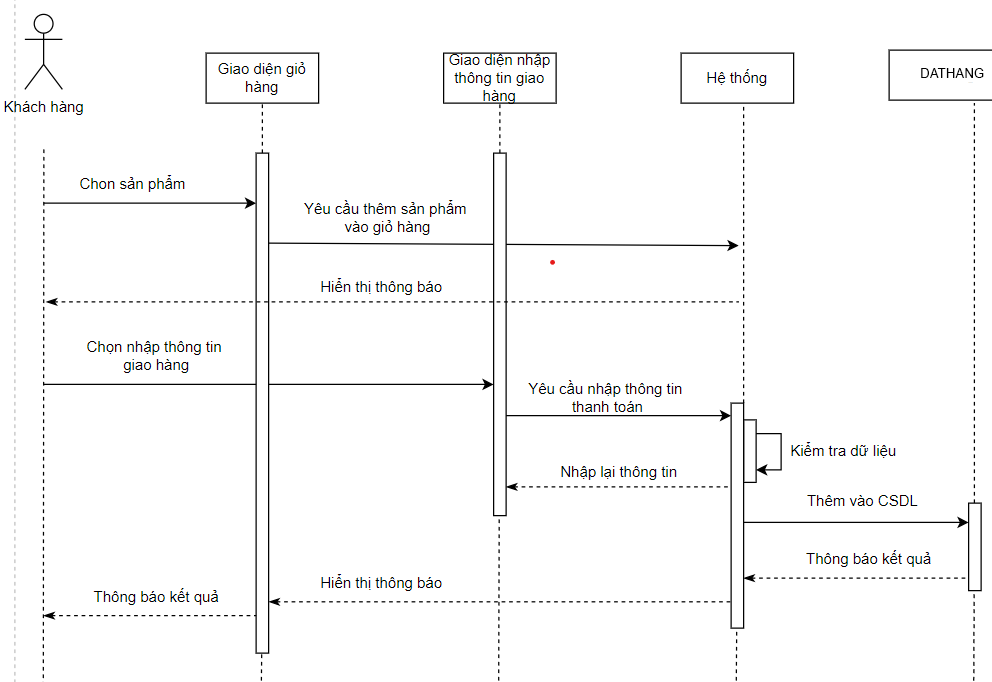 Khách hàng
Giao diện giỏ
hàng
Giao diện nhập
thông tin giao
hàng
Hệ thống
DATHANG
Chon sản phẩm
Yêu cầu thêm sản phẩm
vào giỏ hàng
Hiển thị thông báo
Chọn nhập thông tin
giao hàng
Yêu cầu nhập thông tin
thanh toán
Kiểm tra dữ liệu
Nhập lại thông tin
Thêm vào CSDL
Thông báo kết quả
Hiển thị thông báo
Thông báo kết quả